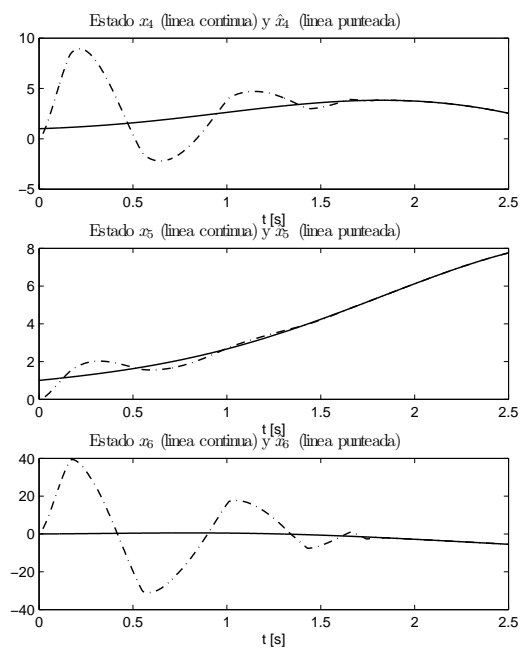 Estado x₄ (linea continua) y x̂₄ (linea punteada)
10
5
0
−5
0 0.5 1 1.5 2 2.5
t [s]
Estado x₅ (linea continua) y x̂₅ (linea punteada)
8
6
4
2
0
0 0.5 1 1.5 2 2.5
t [s]
Estado x₆ (linea continua) y x̂₆ (linea punteada)
40
20
0
−20
−40
0 0.5 1 1.5 2 2.5
t [s]